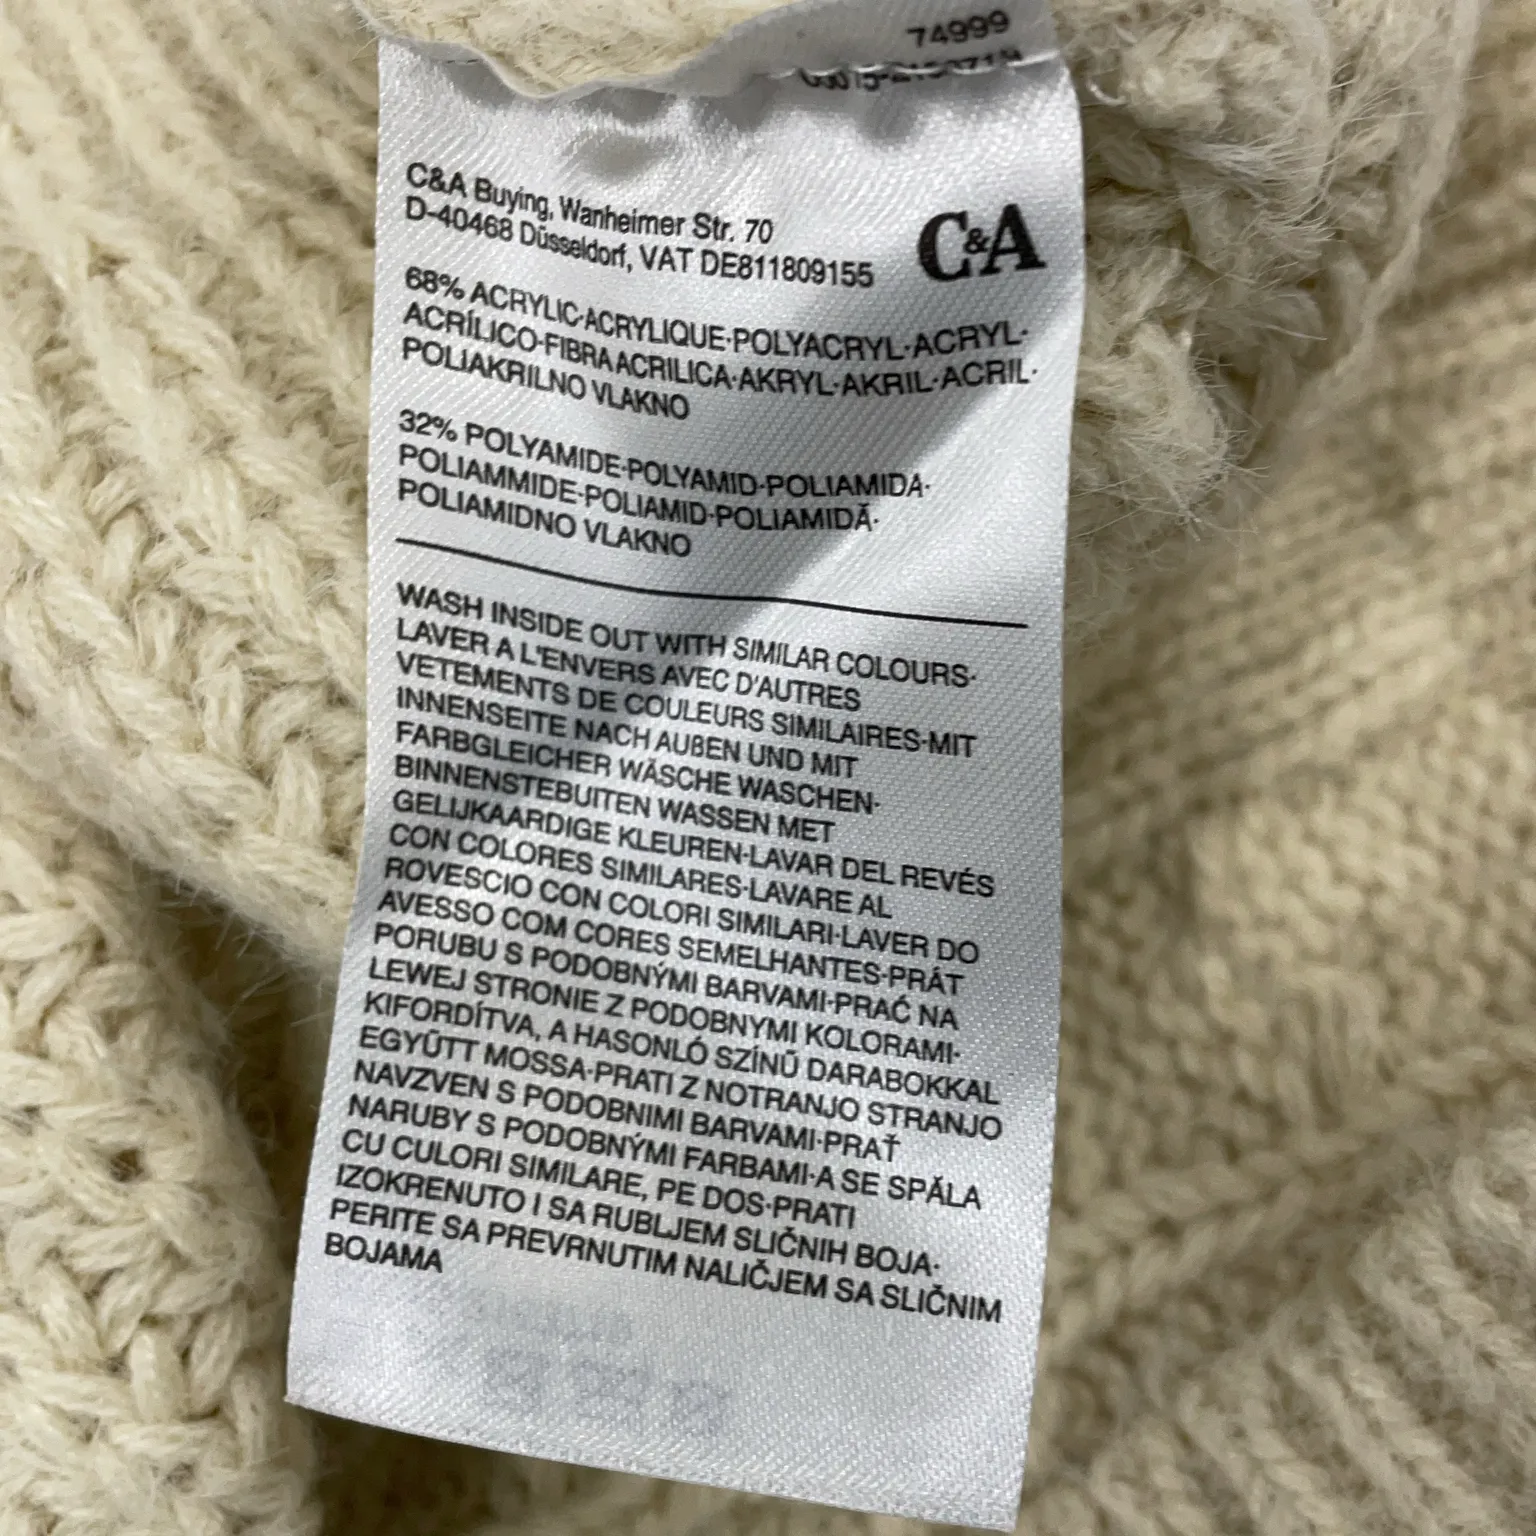 74999
C&A Buying, Wanheimer Str. 70
D-40468 Düsseldorf, VAT DE811809155
C&A
68% ACRYLIC·ACRYLIQUE·POLYACRYL·ACRYL·
ACRÍLICO·FIBRA ACRILICA·AKRYL·AKRIL·ACRIL·
POLIAKRILNO VLAKNO
32% POLYAMIDE·POLYAMID·POLIAMIDA·
POLIAMMIDE·POLIAMID·POLIAMIDĂ·
POLIAMIDNO VLAKNO
WASH INSIDE OUT WITH SIMILAR COLOURS·
LAVER A L'ENVERS AVEC D'AUTRES
VETEMENTS DE COULEURS SIMILAIRES·MIT
INNENSEITE NACH AUßEN UND MIT
FARBGLEICHER WÄSCHE WASCHEN·
BINNENSTEBUITEN WASSEN MET
GELIJKAARDIGE KLEUREN·LAVAR DEL REVÉS
CON COLORES SIMILARES·LAVARE AL
ROVESCIO CON COLORI SIMILARI·LAVER DO
AVESSO COM CORES SEMELHANTES·PRÁT
PORUBU S PODOBNÝMI BARVAMI·PRAĆ NA
LEWEJ STRONIE Z PODOBNYMI KOLORAMI·
KIFORDÍTVA, A HASONLÓ SZÍNŰ DARABOKKAL
EGYÜTT MOSSA·PRATI Z NOTRANJO STRANJO
NAVZVEN S PODOBNIMI BARVAMI·PRAŤ
NARUBY S PODOBNÝMI FARBAMI·A SE SPĂLA
CU CULORI SIMILARE, PE DOS·PRATI
IZOKRENUTO I SA RUBLJEM SLIČNIH BOJA·
PERITE SA PREVRNUTIM NALIČJEM SA SLIČNIM
BOJAMA